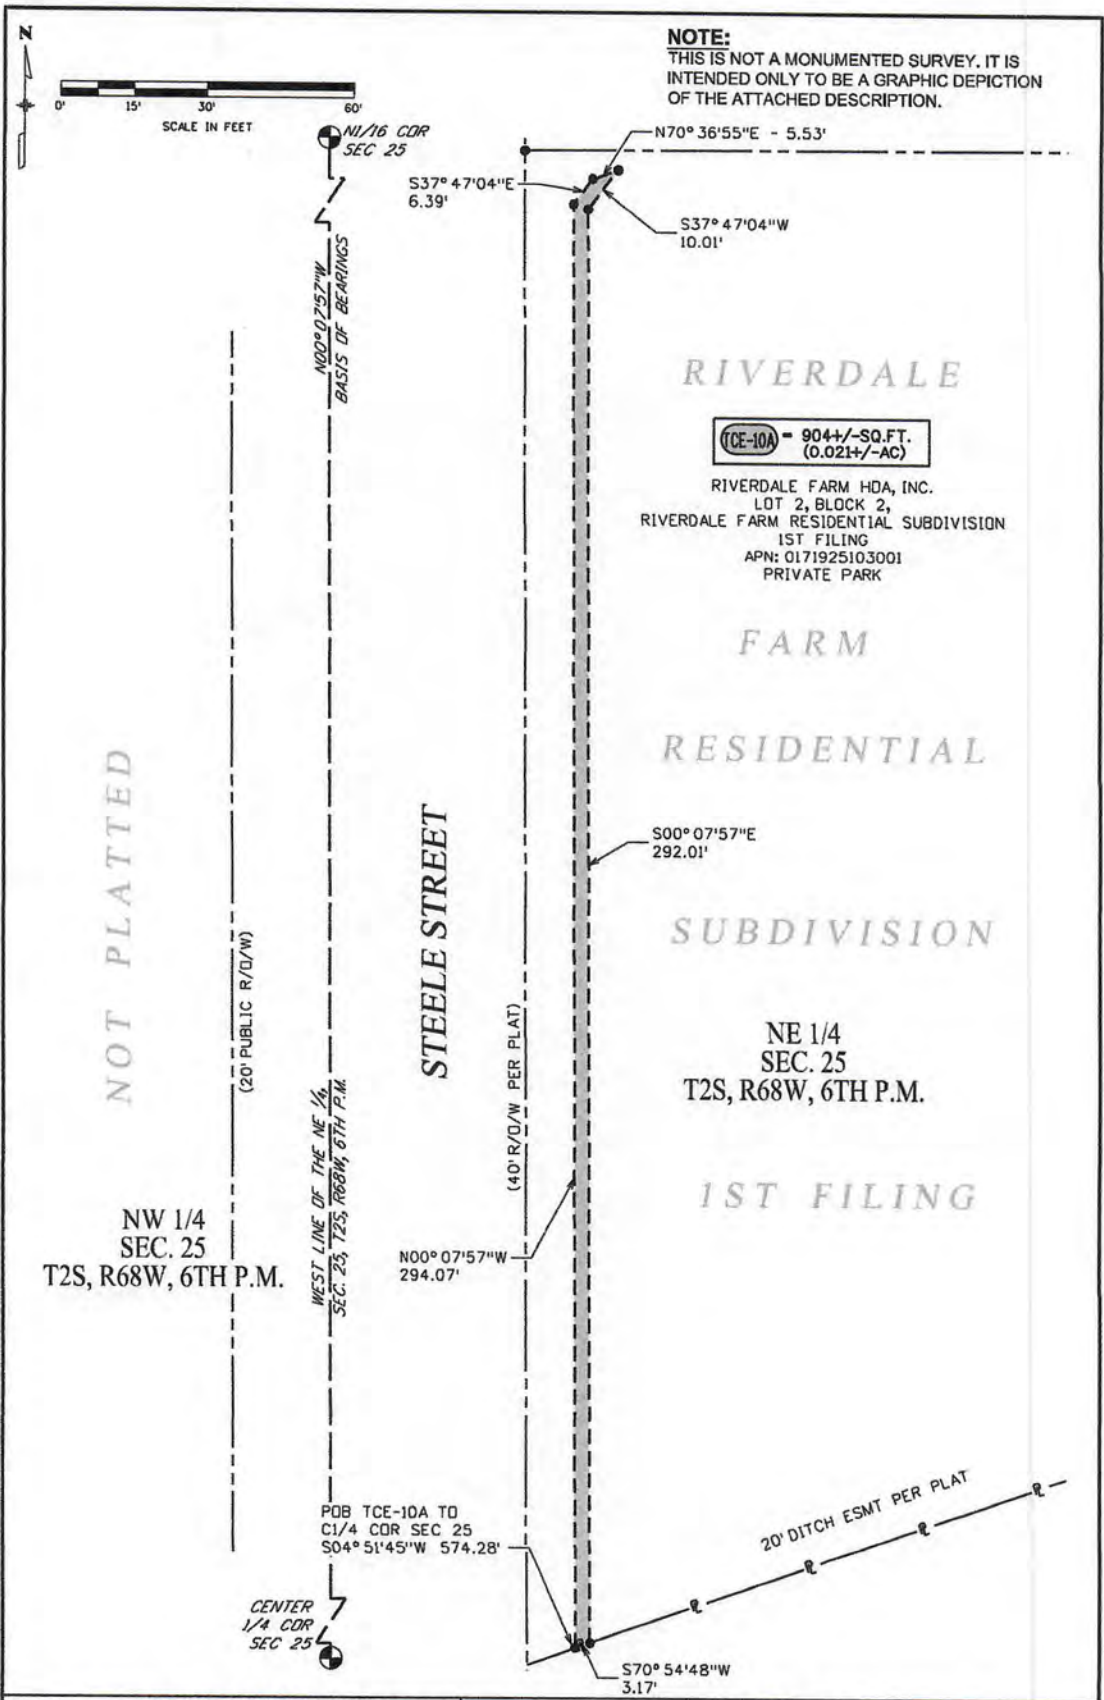 N
0' 15' 30' 60'
SCALE IN FEET
NOTE:
THIS IS NOT A MONUMENTED SURVEY. IT IS
INTENDED ONLY TO BE A GRAPHIC DEPICTION
OF THE ATTACHED DESCRIPTION.
N1/16 COR
SEC 25
N70°36'55"E - 5.53'
S37°47'04"E
6.39'
S37°47'04"W
10.01'
N00°07'57"W
BASIS OF BEARINGS
RIVERDALE
TCE-10A = 904+/-SQ.FT.
(0.021+/-AC)
RIVERDALE FARM HOA, INC.
LOT 2, BLOCK 2,
RIVERDALE FARM RESIDENTIAL SUBDIVISION
1ST FILING
APN: 0171925103001
PRIVATE PARK
FARM
RESIDENTIAL
NOT PLATTED
STEELE STREET
S00°07'57"E
292.01'
SUBDIVISION
(20' PUBLIC R/O/W)
(40' R/O/W PER PLAT)
NE 1/4
SEC. 25
T2S, R68W, 6TH P.M.
WEST LINE OF THE NE 1/4,
SEC. 25, T2S, R68W, 6TH P.M.
1ST FILING
NW 1/4
SEC. 25
T2S, R68W, 6TH P.M.
N00°07'57"W
294.07'
POB TCE-10A TO
C1/4 COR SEC 25
S04°51'45"W 574.28'
20' DITCH ESMT PER PLAT
CENTER
1/4 COR
SEC 25
S70°54'48"W
3.17'